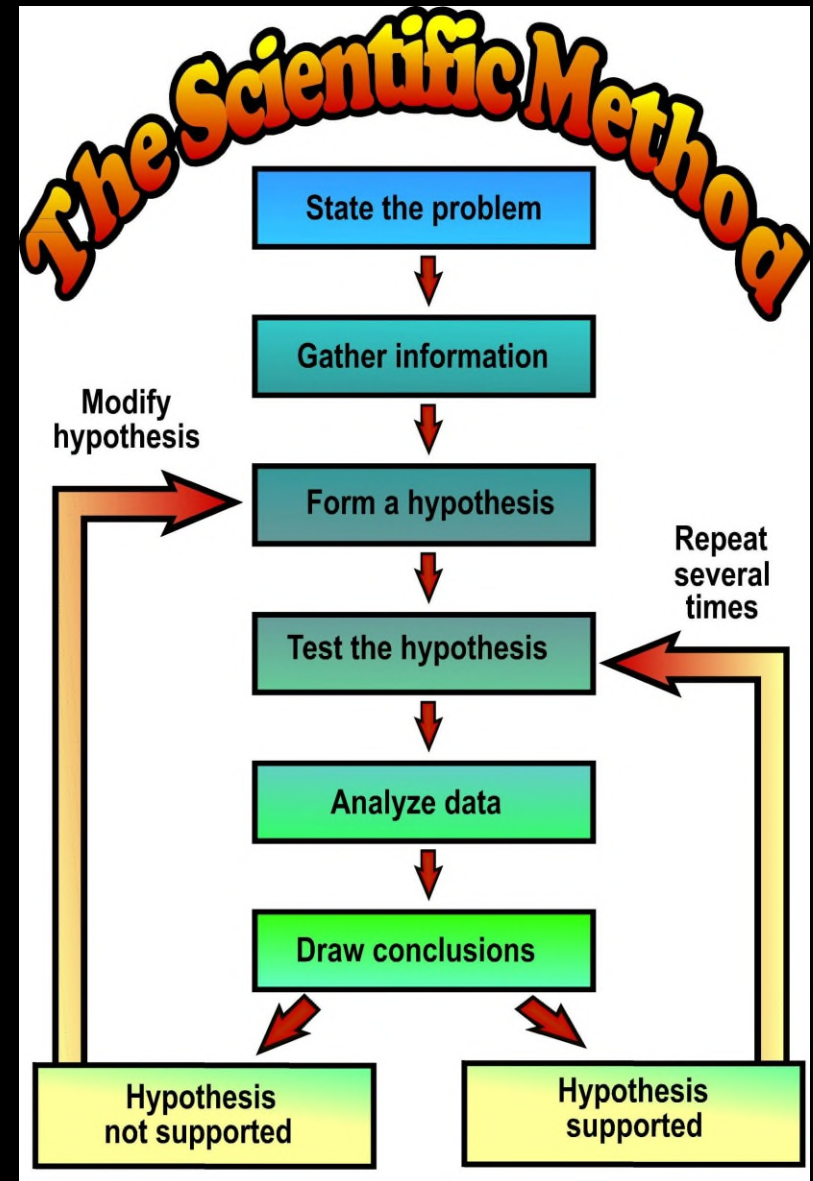 The Scientific Method
State the problem
Gather information
Modify
hypothesis
Form a hypothesis
Repeat
several
times
Test the hypothesis
Analyze data
Draw conclusions
Hypothesis
not supported
Hypothesis
supported